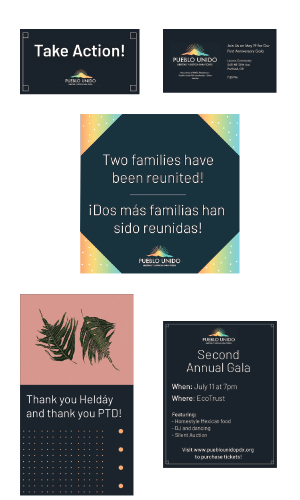 Take Action!
PUEBLO UNIDO
Join Us on May 19 for Our
First Anniversary Gala
PUEBLO UNIDO
Two families have
been reunited!
¡Dos más familias han
sido reunidas!
PUEBLO UNIDO
Thank you Heldáy
and thank you PTD!
PUEBLO UNIDO
Second
Annual Gala
When: July 11 at 7pm
Where: EcoTrust
Featuring:
- Homestyle Mexican food
- DJ and dancing
- Silent Auction
Visit www.pueblounidopdx.org
to purchase tickets!